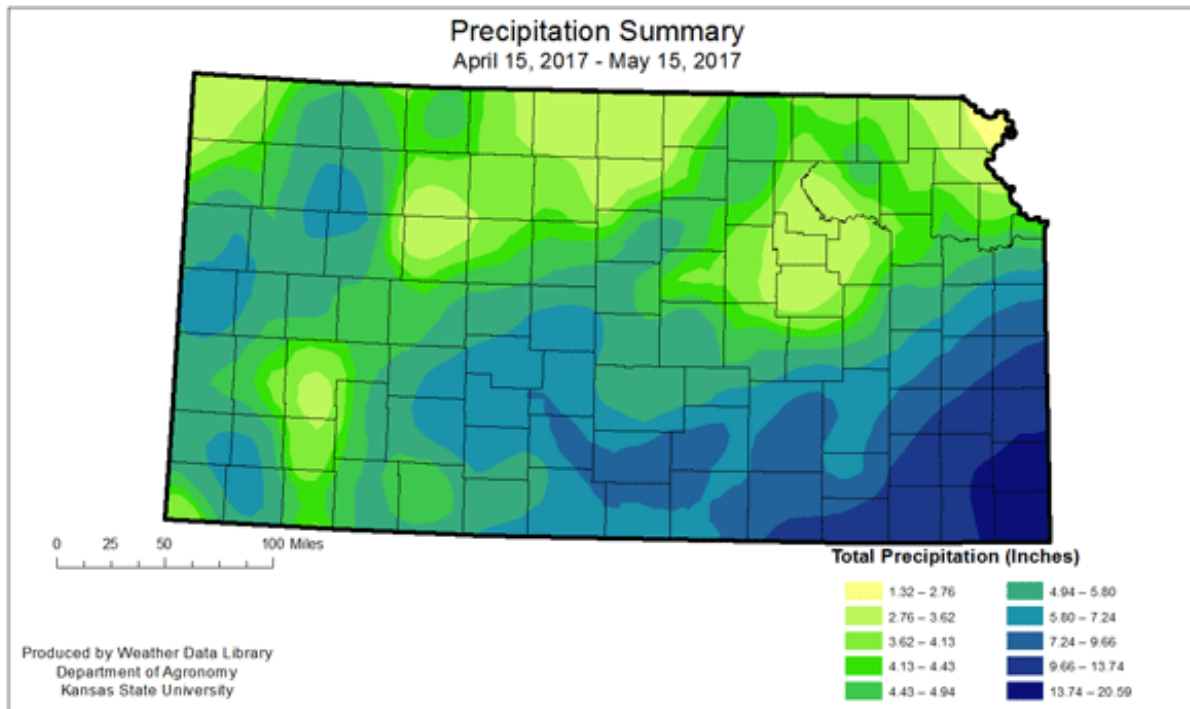 Precipitation Summary
April 15, 2017 - May 15, 2017
0 25 50 100 Miles
Total Precipitation (Inches)
1.32 – 2.76
2.76 – 3.62
3.62 – 4.13
4.13 – 4.43
4.43 – 4.94
4.94 – 5.80
5.80 – 7.24
7.24 – 9.66
9.66 – 13.74
13.74 – 20.59
Produced by Weather Data Library
Department of Agronomy
Kansas State University